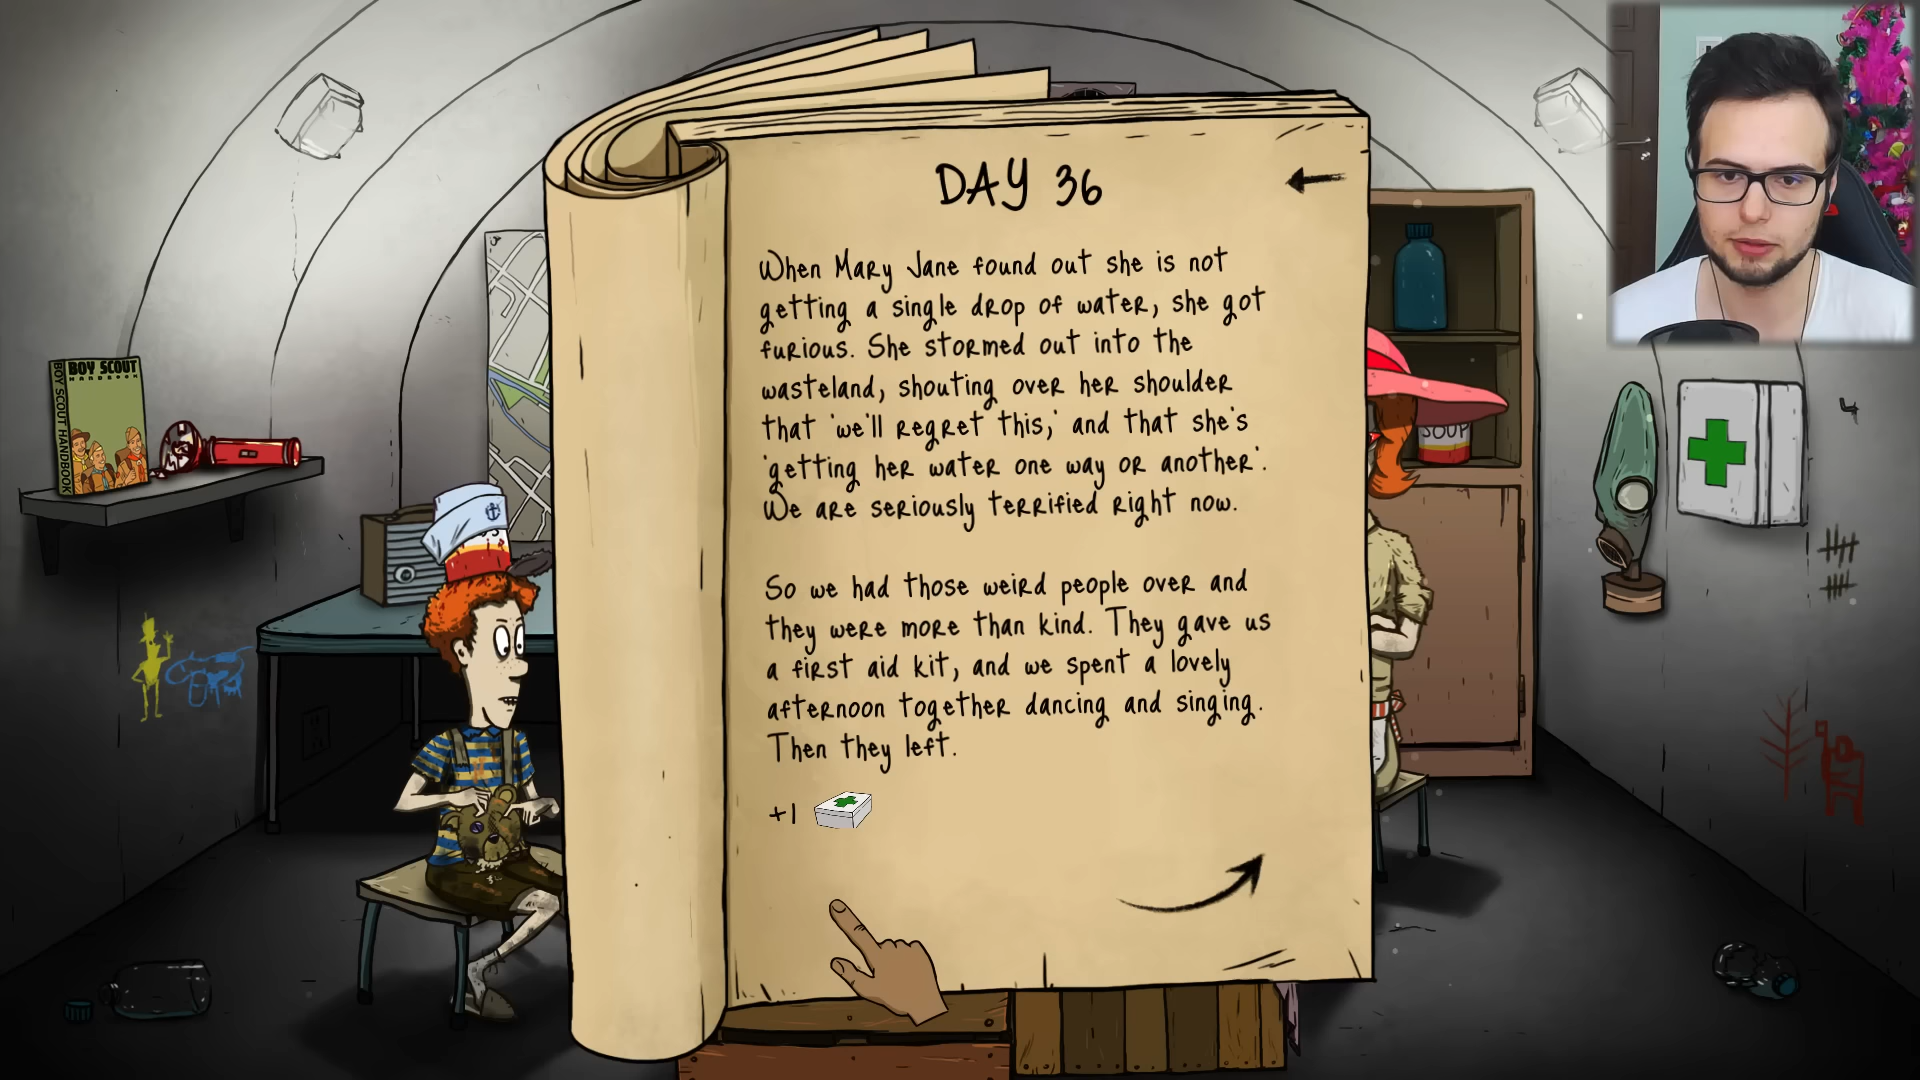 DAY 36
When Mary Jane found out she is not
getting a single drop of water, she got
furious. She stormed out into the
wasteland, shouting over her shoulder
that 'we'll regret this,' and that she's
'getting her water one way or another'.
We are seriously terrified right now.
So we had those weird people over and
they were more than kind. They gave us
a first aid kit, and we spent a lovely
afternoon together dancing and singing.
Then they left.
+1
BOY SCOUT
HANDBOOK
BOY SCOUT HANDBOOK
SOUP